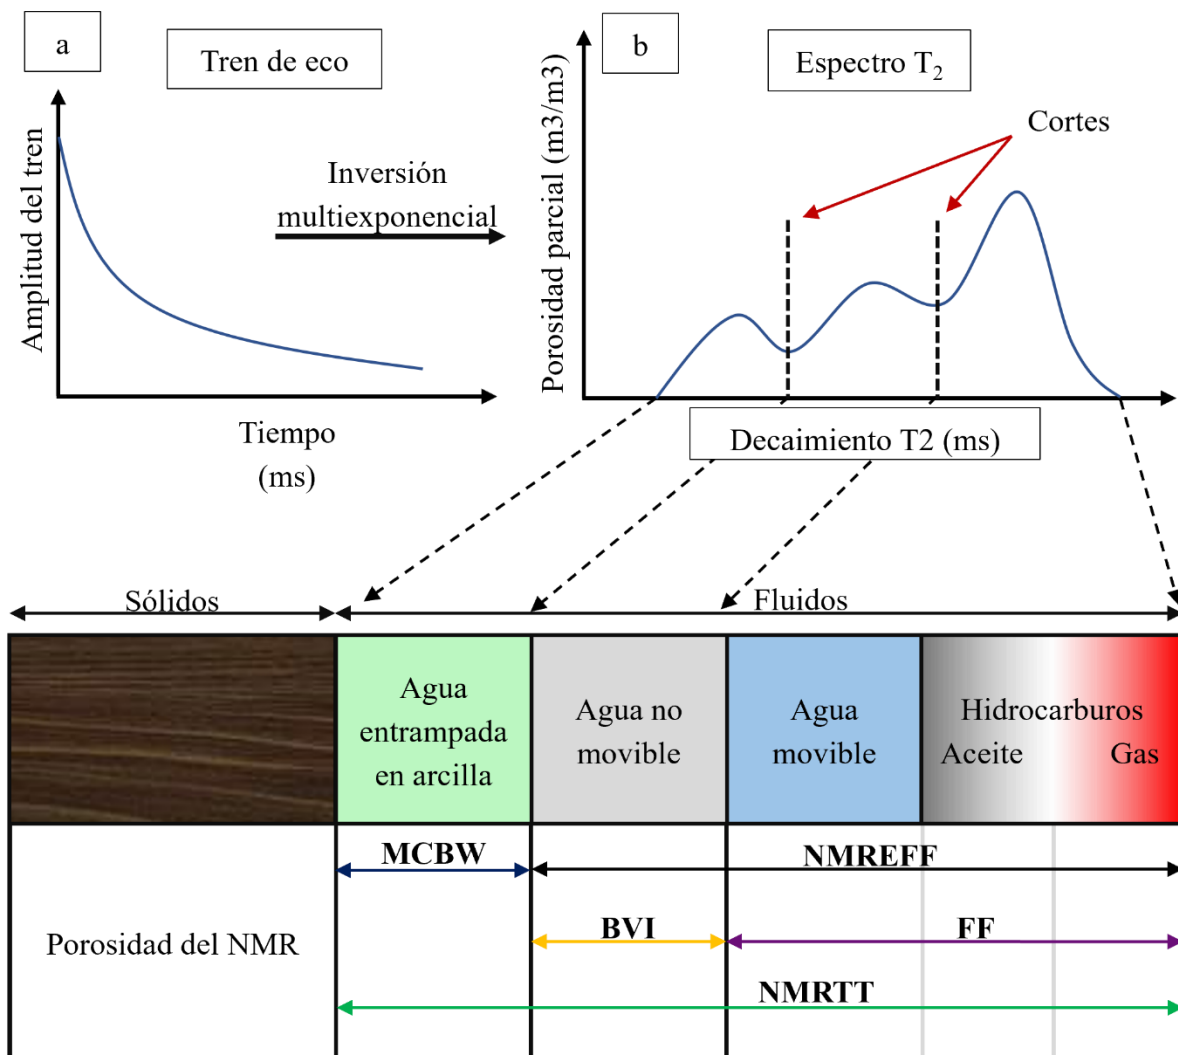 a
Tren de eco
Amplitud del tren
Inversión
multiexponencial
Tiempo
(ms)
b
Espectro T₂
Cortes
Porosidad parcial (m3/m3)
Decaimiento T2 (ms)
Sólidos
Fluidos
Agua
entrampada
en arcilla
Agua no
movible
Agua
movible
Hidrocarburos
Aceite
Gas
Porosidad del NMR
MCBW
NMREFF
BVI
FF
NMRTT